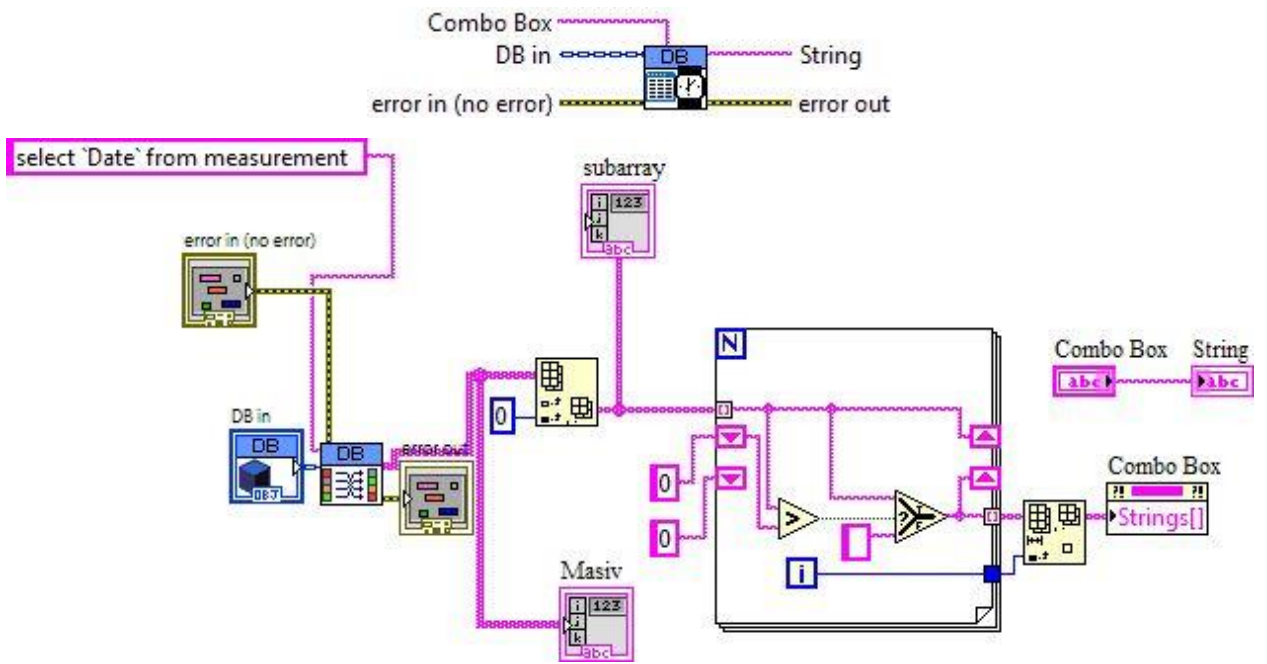 Combo Box
DB in
DB
String
error in (no error)
error out
select `Date` from measurement
subarray
i 123
j
k
abc
error in (no error)
N
Combo Box
String
abc
abc
0
DB in
DB
OBJ
DB
error out
0
0
>
?
T
F
i
Combo Box
?!
?!
Strings[]
Masiv
i 123
j
k
abc